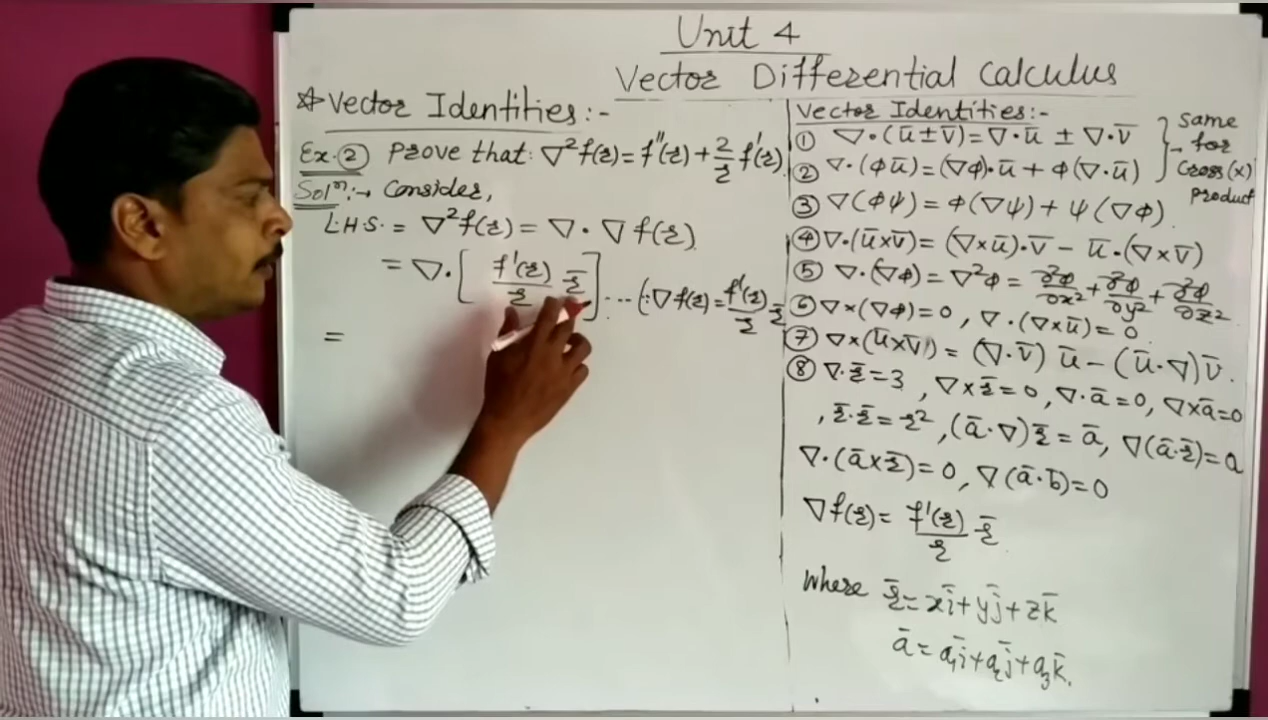 Unit 4
Vector Differential Calculus
☆ Vector Identities :-
Ex. ② Prove that: ∇²f(r) = f''(r) + 2/r f'(r)
Solⁿ :→ Consider,
L.H.S. = ∇²f(r) = ∇ · ∇ f(r)
= ∇ · [ f'(r)/r r̄ ] ... (∵ ∇f(r) = f'(r)/r r̄
=
Vector Identities :-
① ∇·(ū ± v̄) = ∇·ū ± ∇·v̄
② ∇·(ϕū) = (∇ϕ)·ū + ϕ(∇·ū)
} → same for Cross(x) product
③ ∇(ϕψ) = ϕ(∇ψ) + ψ(∇ϕ)
④ ∇·(ū×v̄) = (∇×ū)·v̄ − ū·(∇×v̄)
⑤ ∇·(∇ϕ) = ∇²ϕ = ∂²ϕ/∂x² + ∂²ϕ/∂y² + ∂²ϕ/∂z²
⑥ ∇×(∇ϕ) = 0 , ∇·(∇×ū) = 0
⑦ ∇×(ū×v̄) = (∇·v̄) ū − (ū·∇) v̄.
⑧ ∇·r̄ = 3 , ∇×r̄ = 0 , ∇·ā = 0, ∇×ā = 0
, r̄·r̄ = r² , (ā·∇) r̄ = ā, ∇(ā·r̄) = a
∇·(ā×r̄) = 0 , ∇(ā·b̄) = 0
∇f(r) = f'(r)/r r̄
Where r̄ = xī + yj̄ + zk̄
ā = a₁ī + a₂j̄ + a₃k̄.